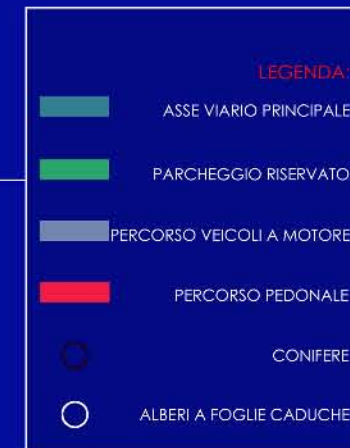 LEGENDA:
ASSE VIARIO PRINCIPALE
PARCHEGGIO RISERVATO
PERCORSO VEICOLI A MOTORE
PERCORSO PEDONALE
CONIFERE
ALBERI A FOGLIE CADUCHE